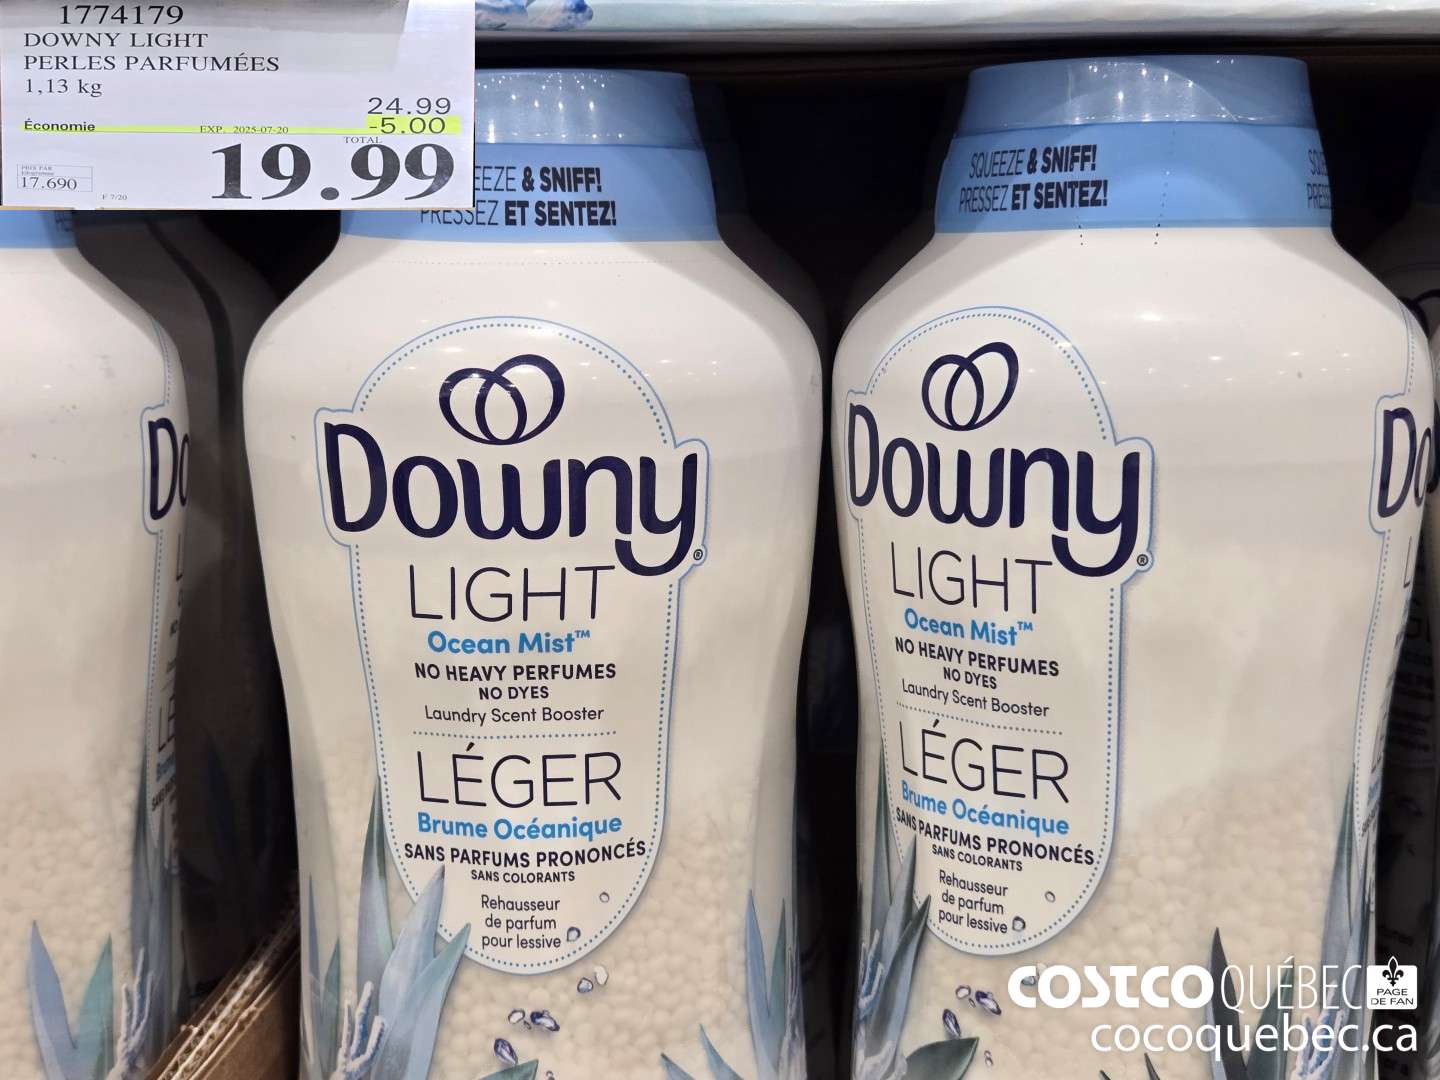 1774179
DOWNY LIGHT
PERLES PARFUMÉES
1,13 kg
24.99
Économie EXP. 2025-07-20 -5.00
TOTAL
19.99
PRIX PAR
kilogramme
17.690
F 7/20
EEZE & SNIFF!
PRESSEZ ET SENTEZ!
Downy®
LIGHT
Ocean Mist™
NO HEAVY PERFUMES
NO DYES
Laundry Scent Booster
LÉGER
Brume Océanique
SANS PARFUMS PRONONCÉS
SANS COLORANTS
Rehausseur
de parfum
pour lessive
SQUEEZE & SNIFF!
PRESSEZ ET SENTEZ!
Downy®
LIGHT
Ocean Mist™
NO HEAVY PERFUMES
NO DYES
Laundry Scent Booster
LÉGER
Brume Océanique
SANS PARFUMS PRONONCÉS
SANS COLORANTS
Rehausseur
de parfum
pour lessive
COSTCO QUÉBEC PAGE DE FAN
cocoquebec.ca